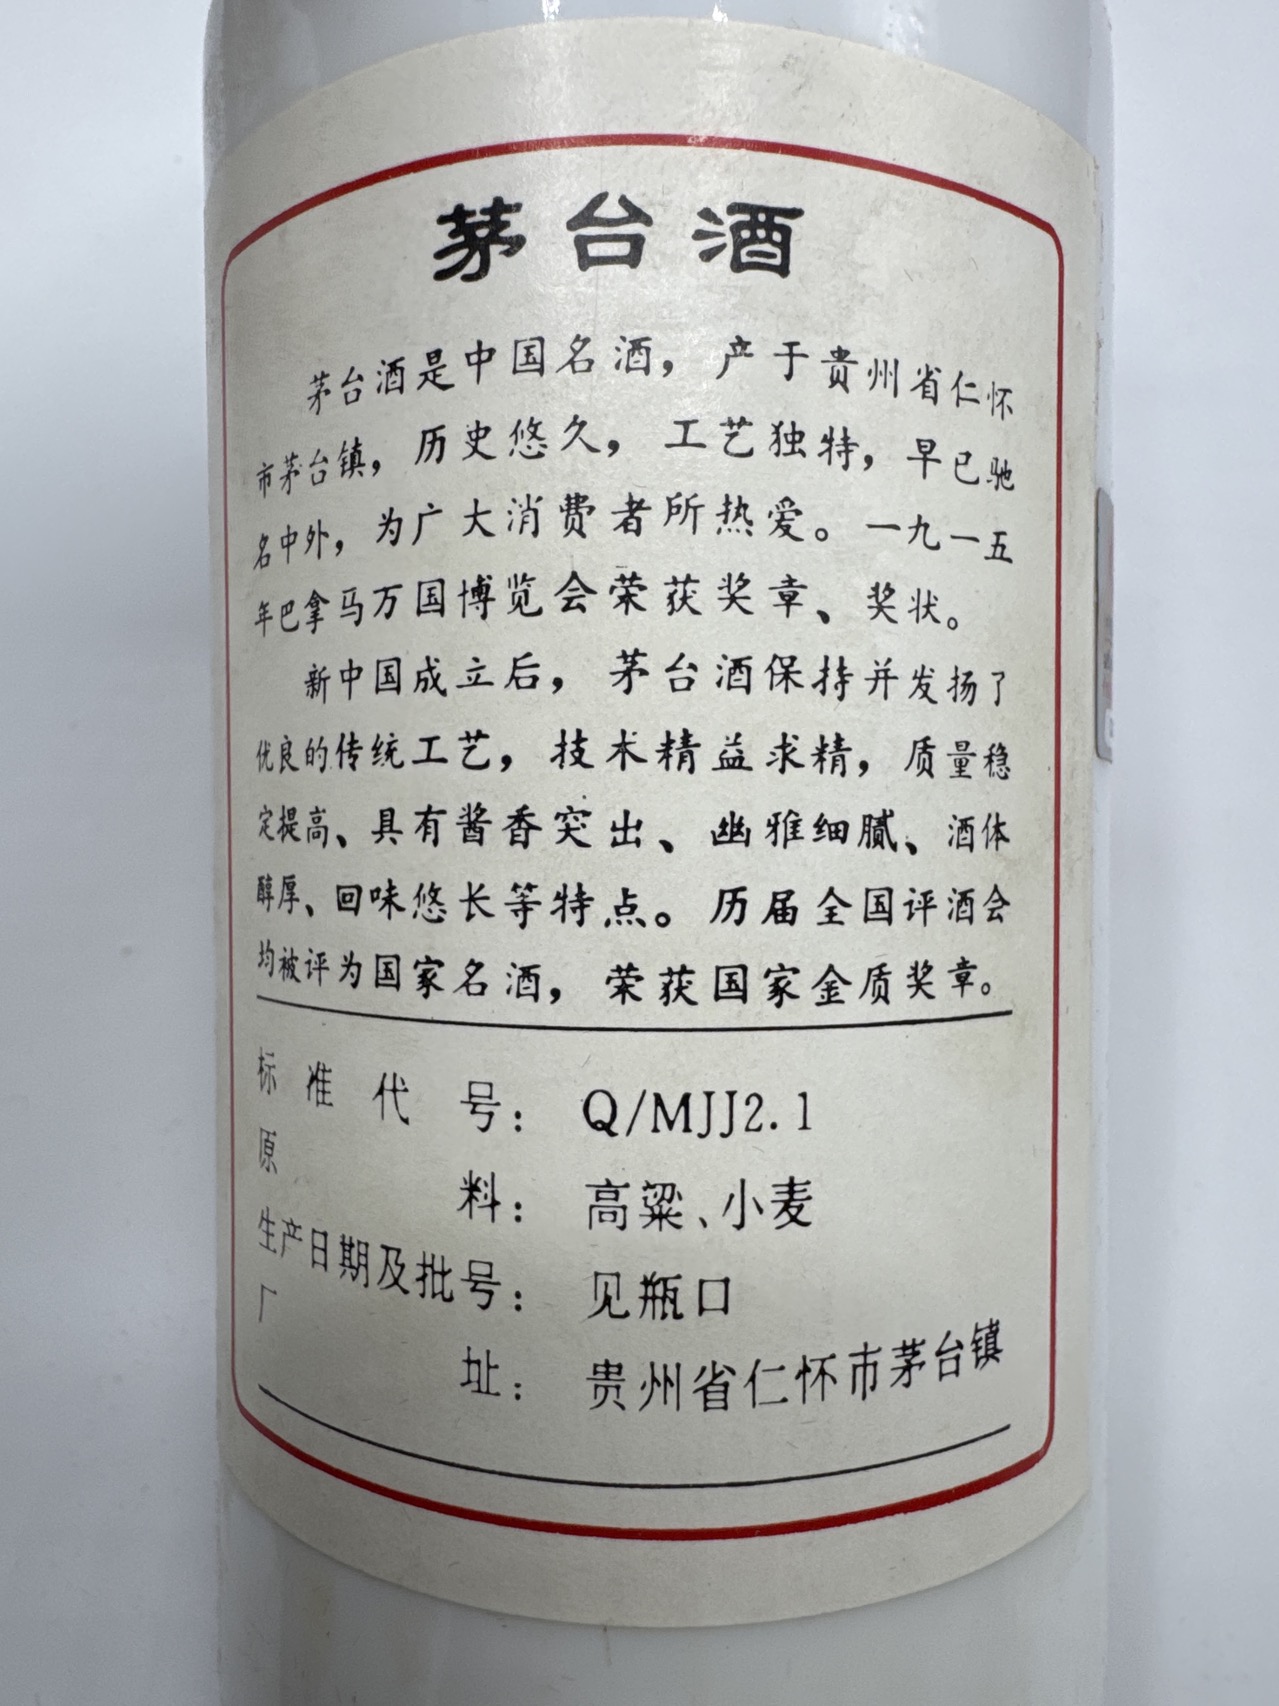 茅台酒
茅台酒是中国名酒，产于贵州省仁怀
市茅台镇，历史悠久，工艺独特，早已驰
名中外，为广大消费者所热爱。一九一五
年巴拿马万国博览会荣获奖章、奖状。
新中国成立后，茅台酒保持并发扬了
优良的传统工艺，技术精益求精，质量稳
定提高、具有酱香突出、幽雅细腻、酒体
醇厚、回味悠长等特点。历届全国评酒会
均被评为国家名酒，荣获国家金质奖章。
标准代号：Q/MJJ2.1
原料：高粱、小麦
生产日期及批号：见瓶口
厂址：贵州省仁怀市茅台镇